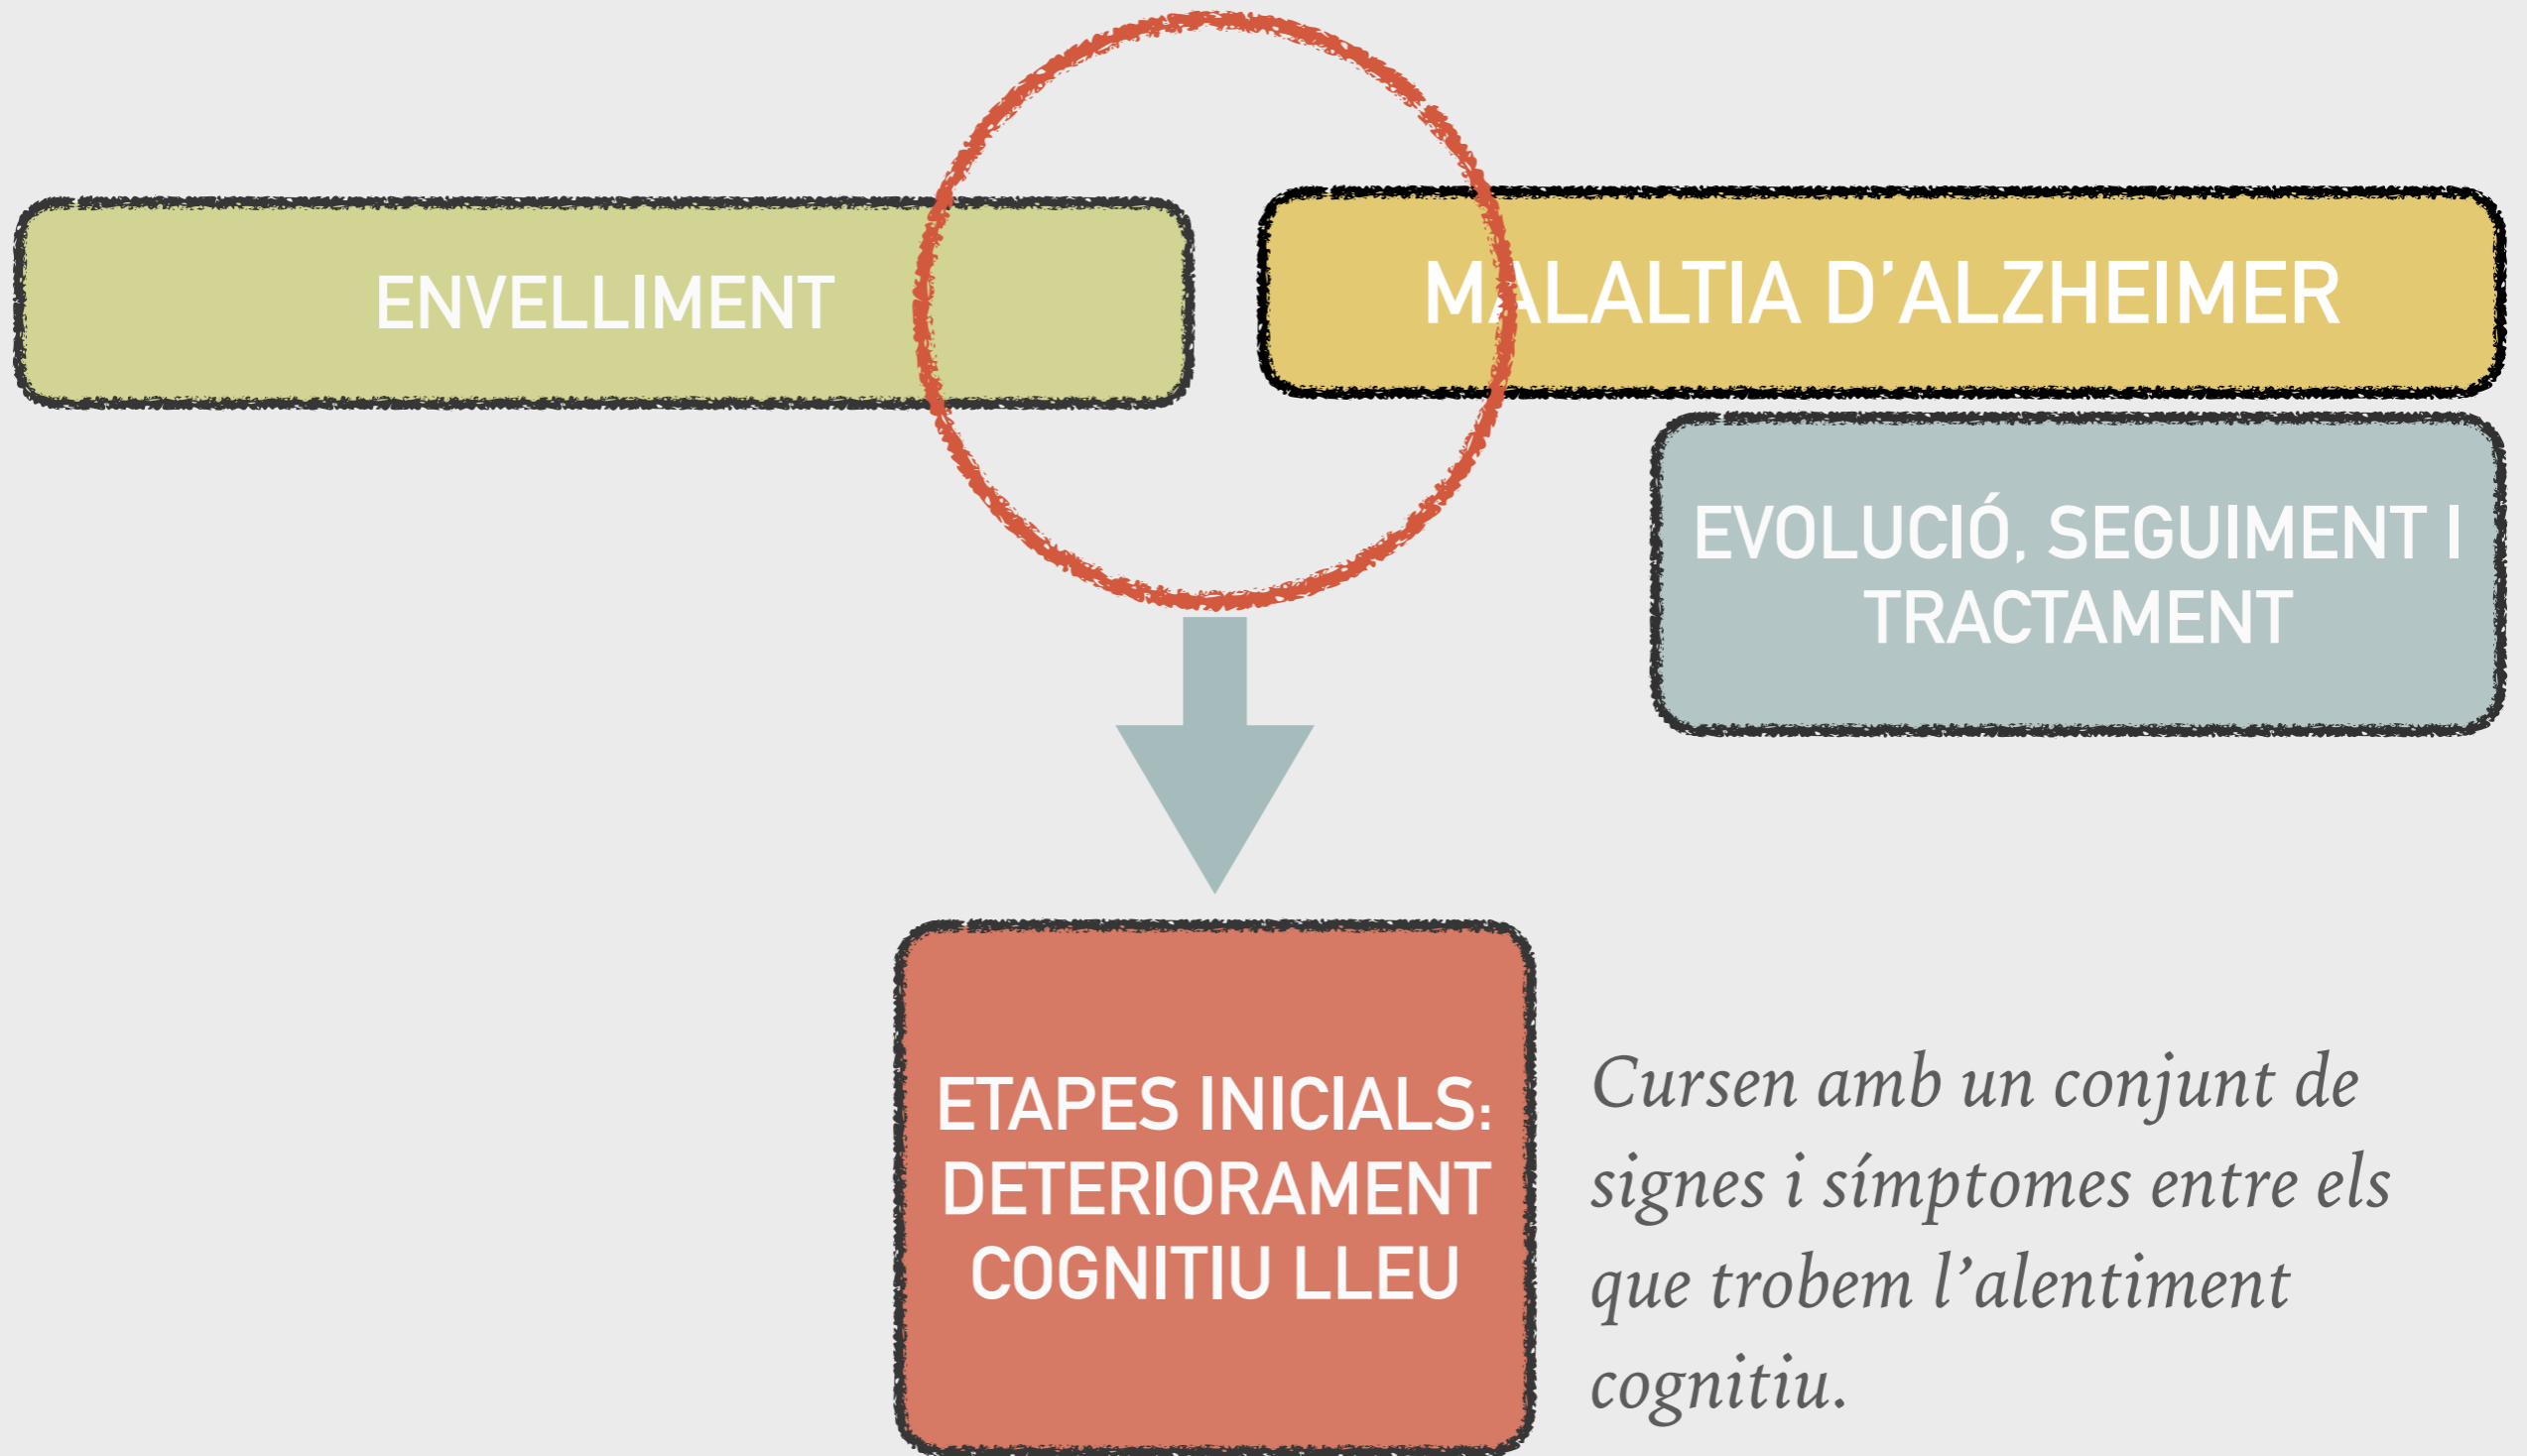 ENVELLIMENT
MALALTIA D’ALZHEIMER
EVOLUCIÓ, SEGUIMENT I
TRACTAMENT
ETAPES INICIALS:
DETERIORAMENT
COGNITIU LLEU
Cursen amb un conjunt de
signes i símptomes entre els
que trobem l’alentiment
cognitiu.